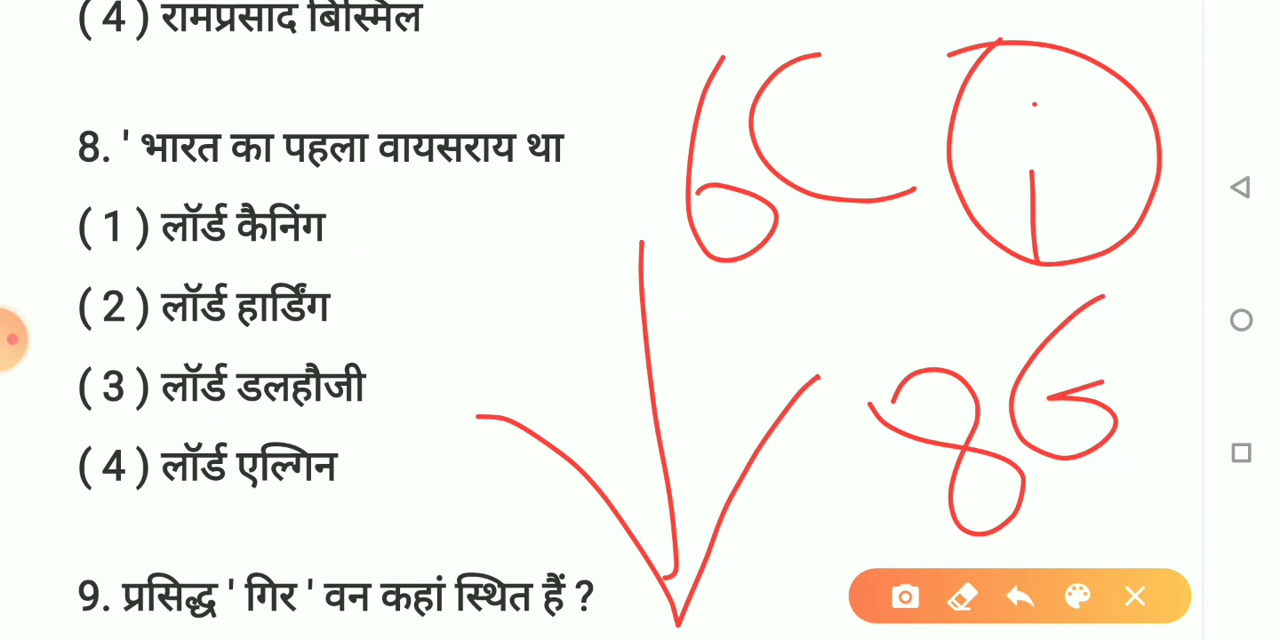 ( 4 ) रामप्रसाद बिस्मिल
8. ' भारत का पहला वायसराय था
( 1 ) लॉर्ड कैनिंग
( 2 ) लॉर्ड हार्डिंग
( 3 ) लॉर्ड डलहौजी
( 4 ) लॉर्ड एल्गिन
9. प्रसिद्ध ' गिर ' वन कहां स्थित हैं ?